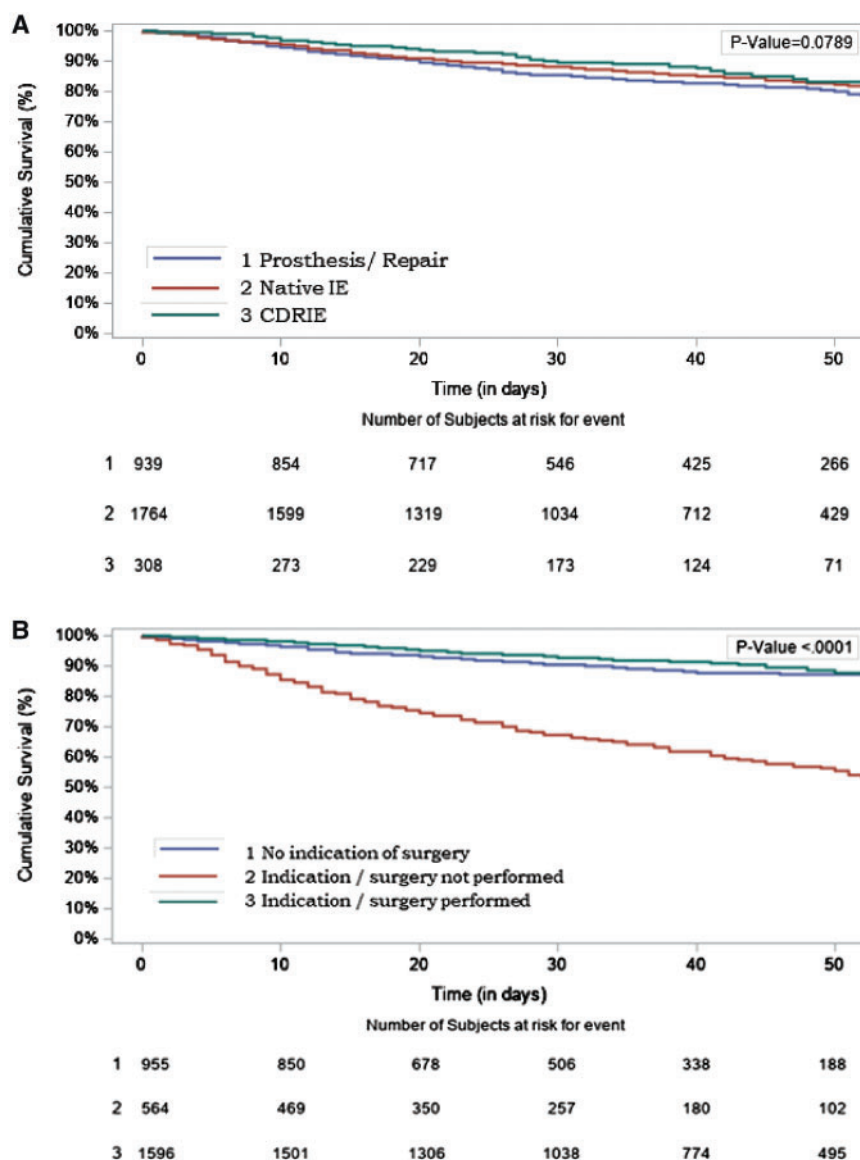 A
P-Value=0.0789
100%
90%
80%
70%
60%
50%
40%
30%
20%
10%
0%
Cumulative Survival (%)
1 Prosthesis/ Repair
2 Native IE
3 CDRIE
0 10 20 30 40 50
Time (in days)
Number of Subjects at risk for event
1 939 854 717 546 425 266
2 1764 1599 1319 1034 712 429
3 308 273 229 173 124 71
B
P-Value <.0001
100%
90%
80%
70%
60%
50%
40%
30%
20%
10%
0%
Cumulative Survival (%)
1 No indication of surgery
2 Indication / surgery not performed
3 Indication / surgery performed
0 10 20 30 40 50
Time (in days)
Number of Subjects at risk for event
1 955 850 678 506 338 188
2 564 469 350 257 180 102
3 1596 1501 1306 1038 774 495